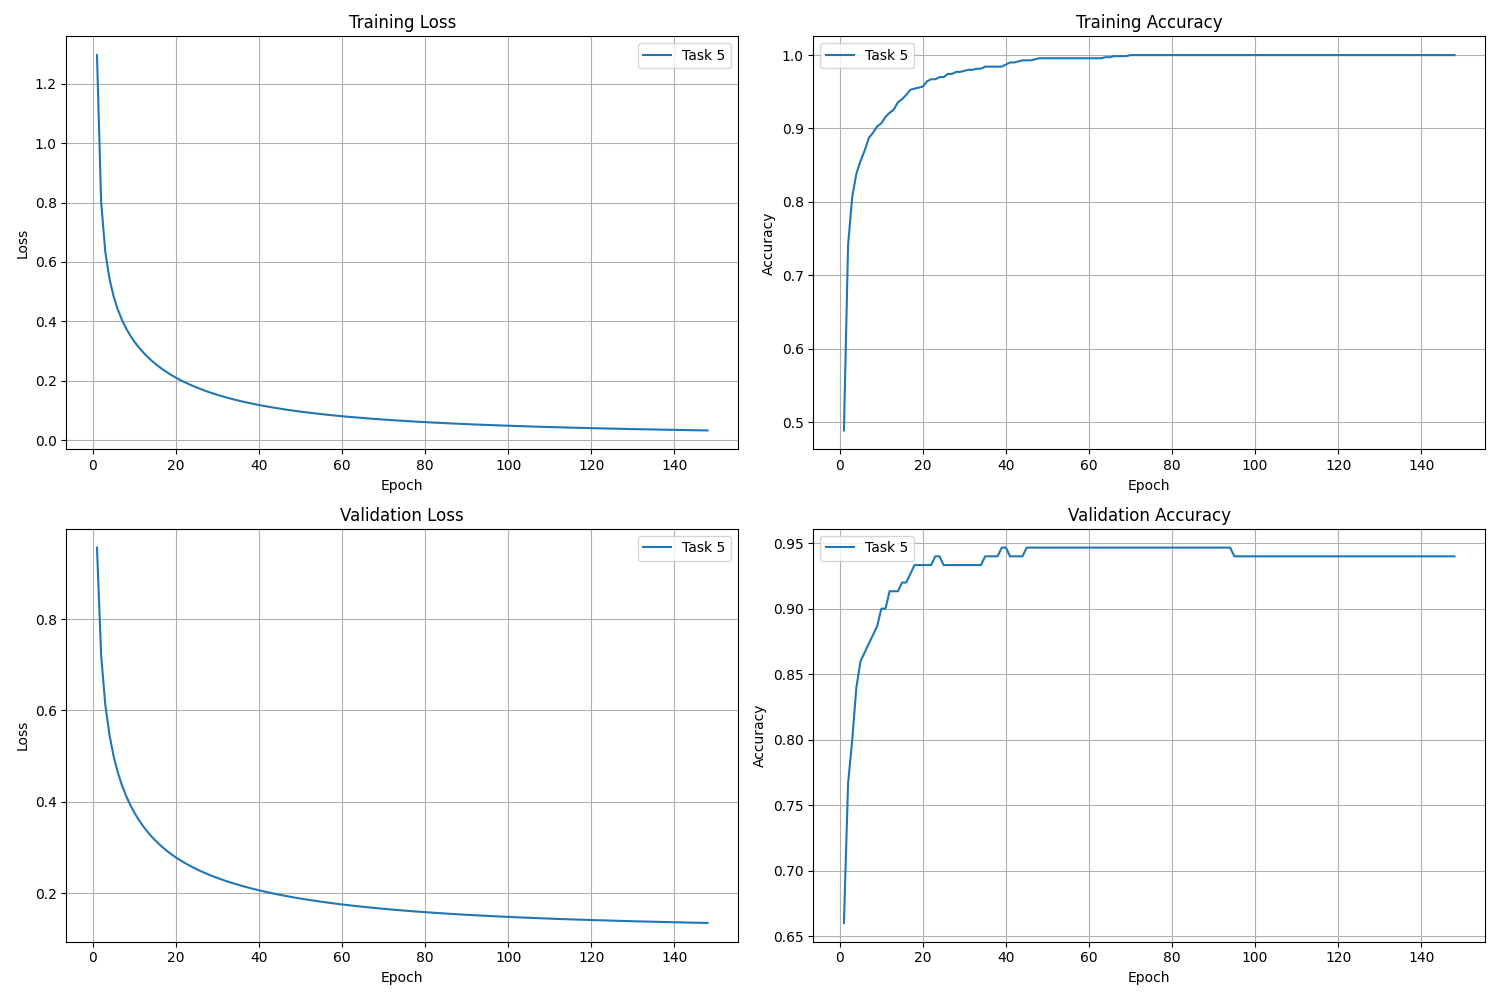 Training Loss
Task 5
Loss
1.2
1.0
0.8
0.6
0.4
0.2
0.0
0 20 40 60 80 100 120 140
Epoch
Training Accuracy
Task 5
Accuracy
1.0
0.9
0.8
0.7
0.6
0.5
0 20 40 60 80 100 120 140
Epoch
Validation Loss
Task 5
Loss
0.8
0.6
0.4
0.2
0 20 40 60 80 100 120 140
Epoch
Validation Accuracy
Task 5
Accuracy
0.95
0.90
0.85
0.80
0.75
0.70
0.65
0 20 40 60 80 100 120 140
Epoch